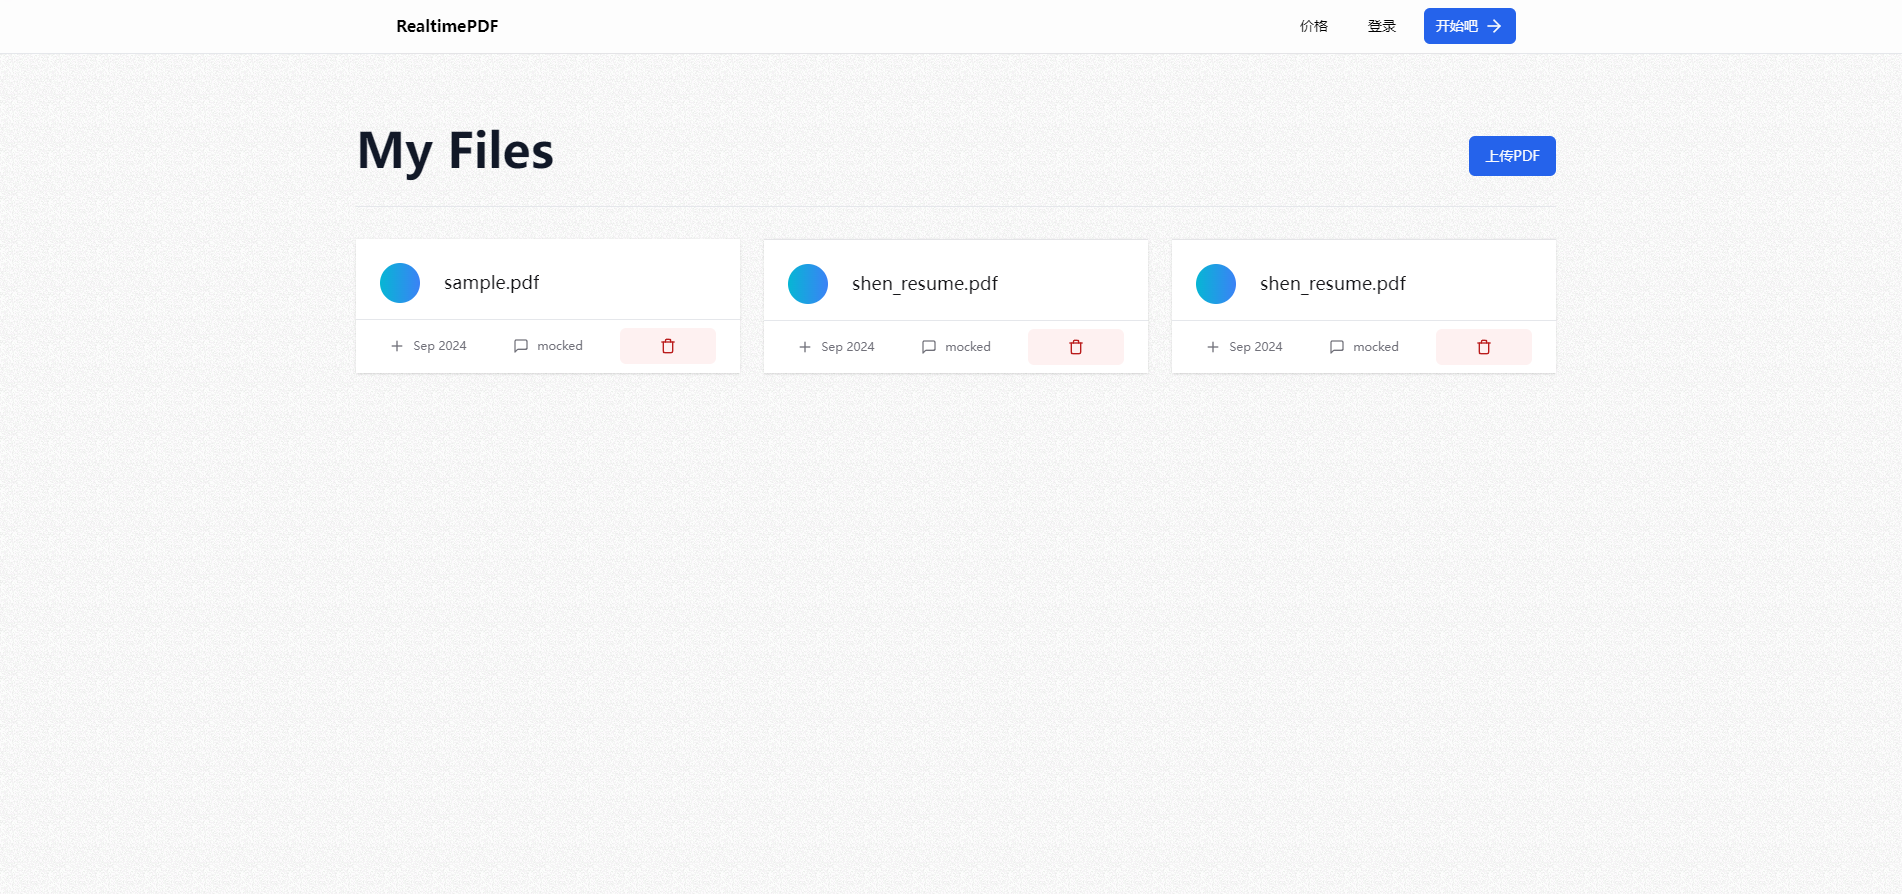 RealtimePDF 价格 登录 开始吧
My Files
上传PDF
sample.pdf
Sep 2024 mocked
shen_resume.pdf
Sep 2024 mocked
shen_resume.pdf
Sep 2024 mocked